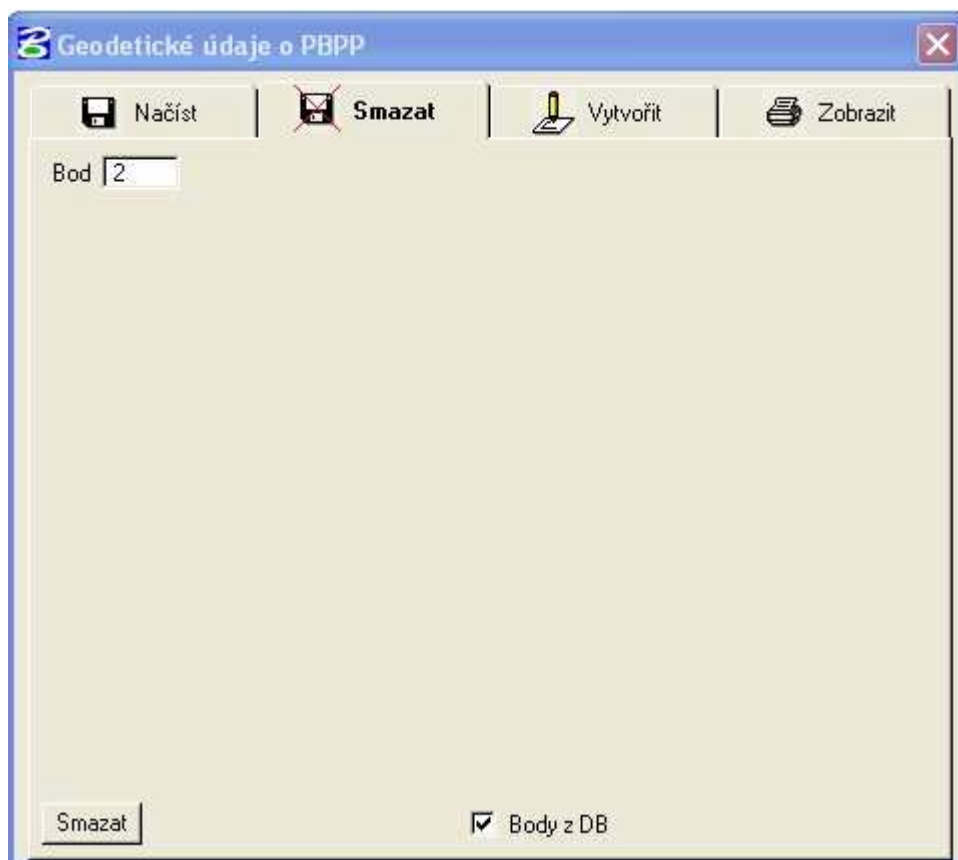 Geodetické údaje o PBPP
Načíst Smazat Vytvořit Zobrazit
Bod 2
Smazat Body z DB